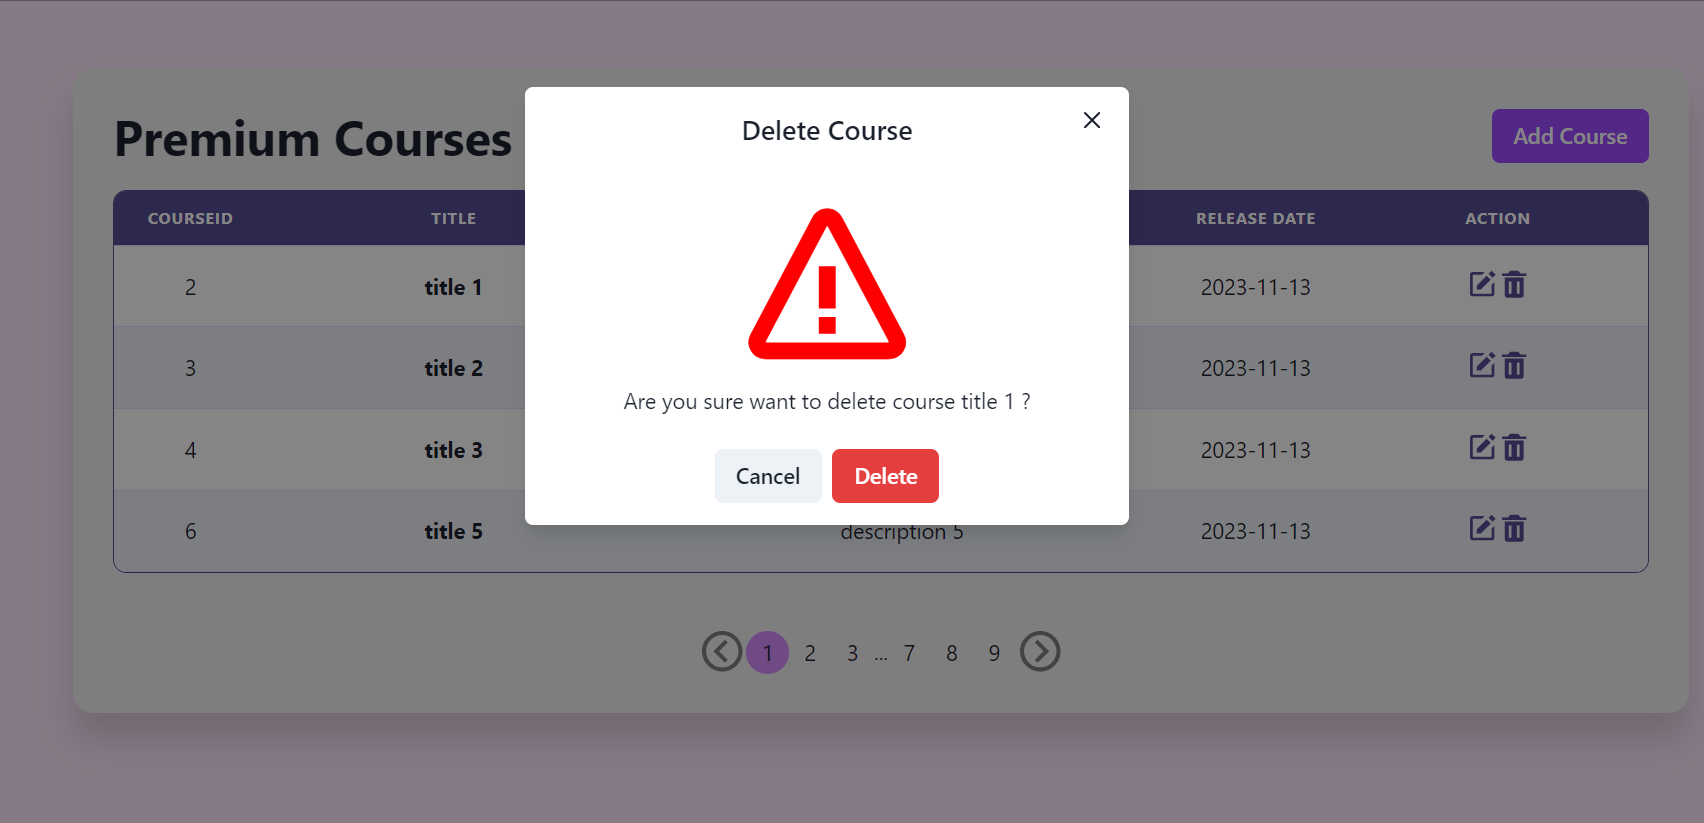 Premium Courses
Add Course
COURSEID TITLE RELEASE DATE ACTION
2 title 1 2023-11-13
3 title 2 2023-11-13
4 title 3 2023-11-13
6 title 5 description 5 2023-11-13
Delete Course
Are you sure want to delete course title 1 ?
Cancel Delete
1 2 3 ... 7 8 9